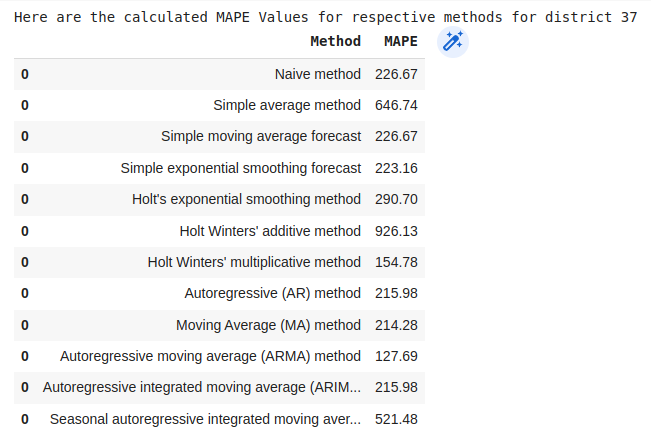 Here are the calculated MAPE Values for respective methods for district 37
Method MAPE
0 Naive method 226.67
0 Simple average method 646.74
0 Simple moving average forecast 226.67
0 Simple exponential smoothing forecast 223.16
0 Holt's exponential smoothing method 290.70
0 Holt Winters' additive method 926.13
0 Holt Winters' multiplicative method 154.78
0 Autoregressive (AR) method 215.98
0 Moving Average (MA) method 214.28
0 Autoregressive moving average (ARMA) method 127.69
0 Autoregressive integrated moving average (ARIM... 215.98
0 Seasonal autoregressive integrated moving aver... 521.48